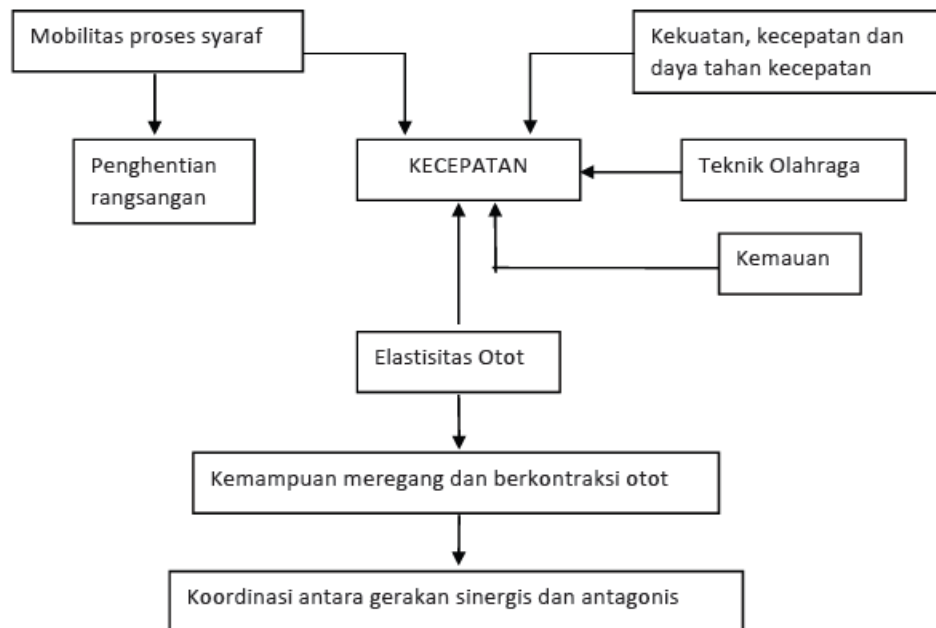 Mobilitas proses syaraf
Kekuatan, kecepatan dan
daya tahan kecepatan
Penghentian
rangsangan
KECEPATAN
Teknik Olahraga
Kemauan
Elastisitas Otot
Kemampuan meregang dan berkontraksi otot
Koordinasi antara gerakan sinergis dan antagonis